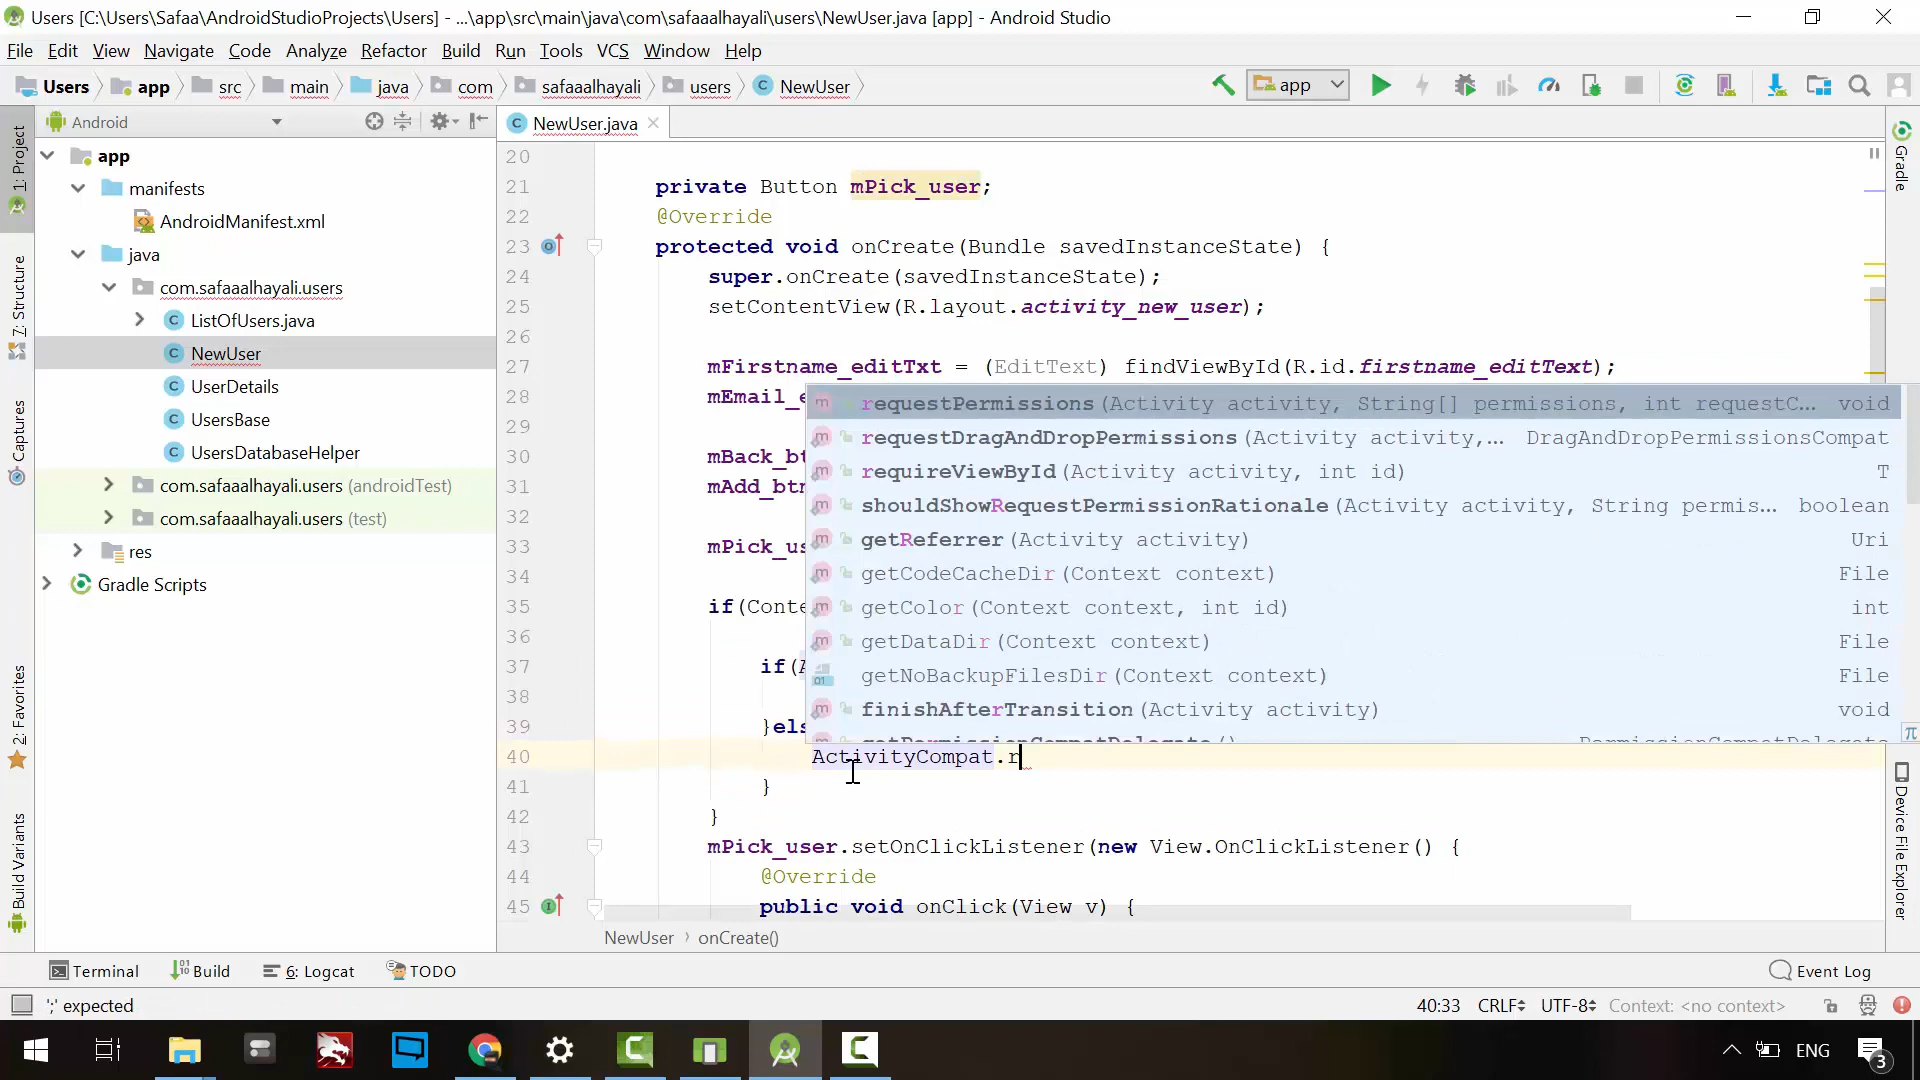 Users [C:\Users\Safaa\AndroidStudioProjects\Users] - ...\app\src\main\java\com\safaaalhayali\users\NewUser.java [app] - Android Studio
File Edit View Navigate Code Analyze Refactor Build Run Tools VCS Window Help
Users app src main java com safaaalhayali users NewUser app
Android
NewUser.java
1: Project
7: Structure
Captures
2: Favorites
Build Variants
app
manifests
AndroidManifest.xml
java
com.safaaalhayali.users
ListOfUsers.java
NewUser
UserDetails
UsersBase
UsersDatabaseHelper
com.safaaalhayali.users (androidTest)
com.safaaalhayali.users (test)
res
Gradle Scripts
20
21 private Button mPick_user;
22 @Override
23 protected void onCreate(Bundle savedInstanceState) {
24 super.onCreate(savedInstanceState);
25 setContentView(R.layout.activity_new_user);
26
27 mFirstname_editTxt = (EditText) findViewById(R.id.firstname_editText);
28 mEmail_e
29
30 mBack_bt
31 mAdd_btn
32
33 mPick_us
34
35 if(Conte
36
37 if(A
38
39 }els
40 ActivityCompat.r
41 }
42 }
43 mPick_user.setOnClickListener(new View.OnClickListener() {
44 @Override
45 public void onClick(View v) {
requestPermissions(Activity activity, String[] permissions, int requestC... void
requestDragAndDropPermissions(Activity activity,... DragAndDropPermissionsCompat
requireViewById(Activity activity, int id) T
shouldShowRequestPermissionRationale(Activity activity, String permis... boolean
getReferrer(Activity activity) Uri
getCodeCacheDir(Context context) File
getColor(Context context, int id) int
getDataDir(Context context) File
getNoBackupFilesDir(Context context) File
finishAfterTransition(Activity activity) void
getPermissionCompatDelegate() PermissionCompatDelegate
π
Gradle
Device File Explorer
NewUser onCreate()
Terminal Build 6: Logcat TODO Event Log
';' expected 40:33 CRLF UTF-8 Context: <no context>
ENG 3